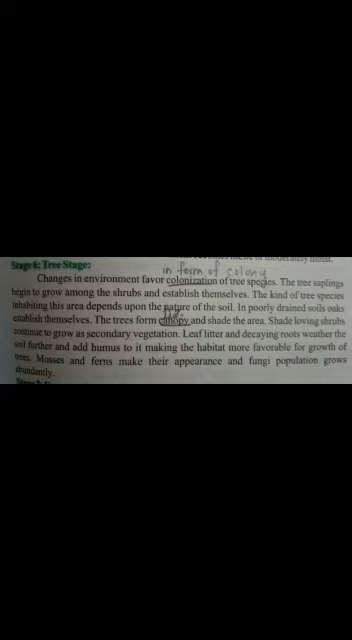 moderately moist.
Stage 6: Tree Stage:
in form of colony
Changes in environment favor colonization of tree species. The tree saplings
begin to grow among the shrubs and establish themselves. The kind of tree species
inhabiting this area depends upon the nature of the soil. In poorly drained soils oaks
establish themselves. The trees form canopy and shade the area. Shade loving shrubs
continue to grow as secondary vegetation. Leaf litter and decaying roots weather the
soil further and add humus to it making the habitat more favorable for growth of
trees. Mosses and ferns make their appearance and fungi population grows
abundantly.